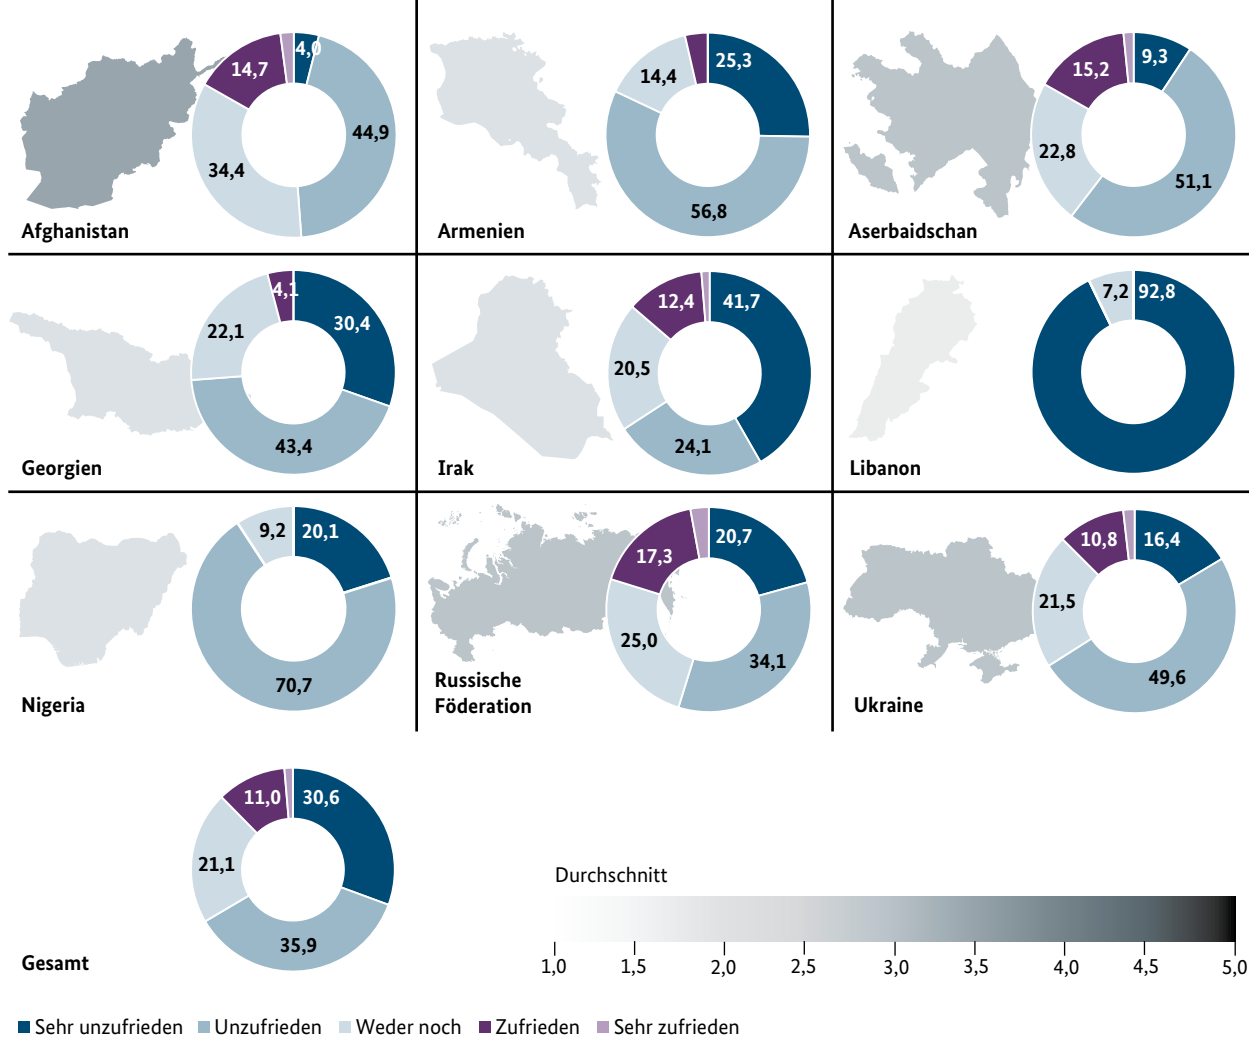 4,0
14,7
44,9
34,4
Afghanistan
25,3
14,4
56,8
Armenien
9,3
15,2
22,8
51,1
Aserbaidschan
4,1
30,4
22,1
43,4
Georgien
12,4
41,7
20,5
24,1
Irak
7,2
92,8
Libanon
9,2
20,1
70,7
Nigeria
20,7
17,3
25,0
34,1
Russische
Föderation
10,8
16,4
21,5
49,6
Ukraine
11,0
30,6
21,1
35,9
Gesamt
Durchschnitt
1,0 1,5 2,0 2,5 3,0 3,5 4,0 4,5 5,0
Sehr unzufrieden Unzufrieden Weder noch Zufrieden Sehr zufrieden